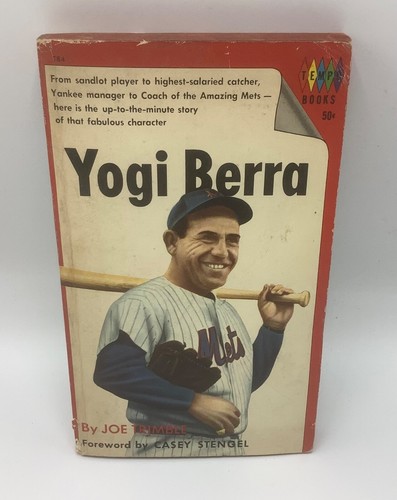 From sandlot player to highest-salaried catcher,
Yankee manager to Coach of the Amazing Mets —
here is the up-to-the-minute story
of that fabulous character
TEMPO
BOOKS
50¢
Yogi Berra
Mets
By JOE TRIMBLE
Foreword by CASEY STENGEL